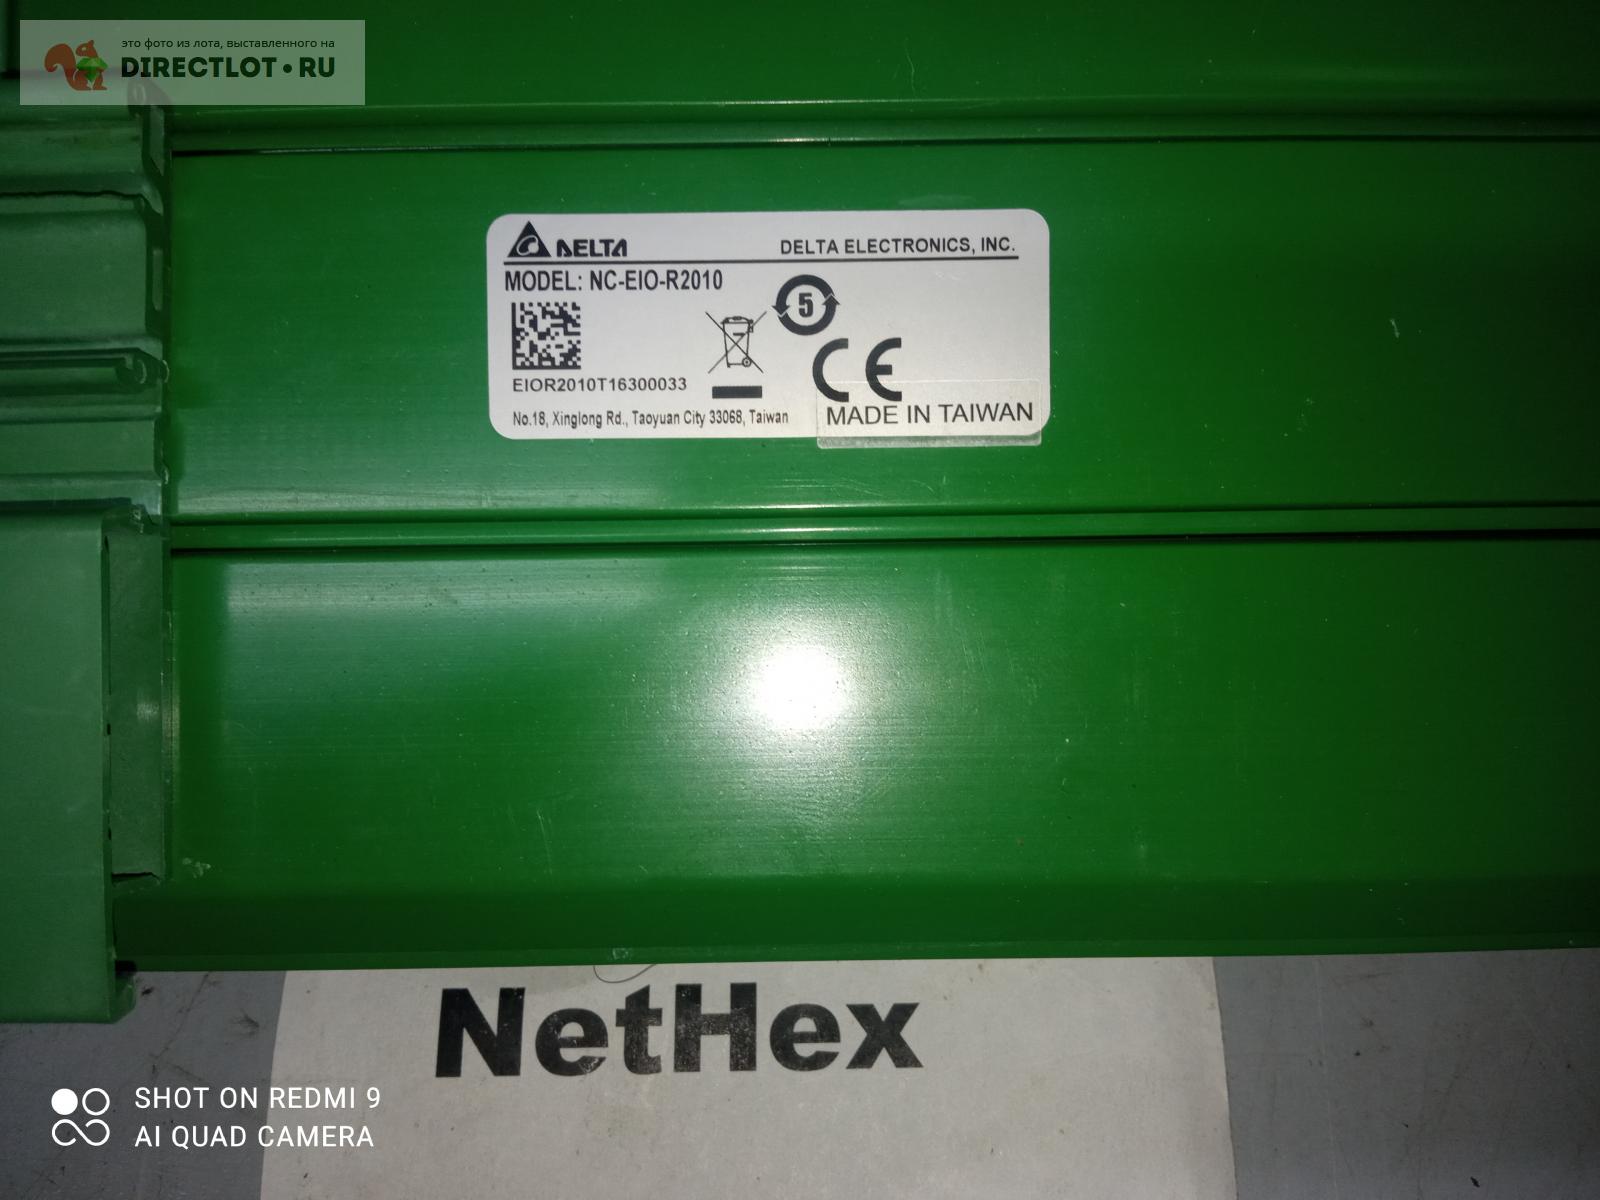 это фото из лота, выставленного на
DIRECTLOT•RU
DELTA
DELTA ELECTRONICS, INC.
MODEL: NC-EIO-R2010
5
CE
EIOR2010T16300033
No.18, Xinglong Rd., Taoyuan City 33068, Taiwan
MADE IN TAIWAN
NetHex
SHOT ON REDMI 9
AI QUAD CAMERA